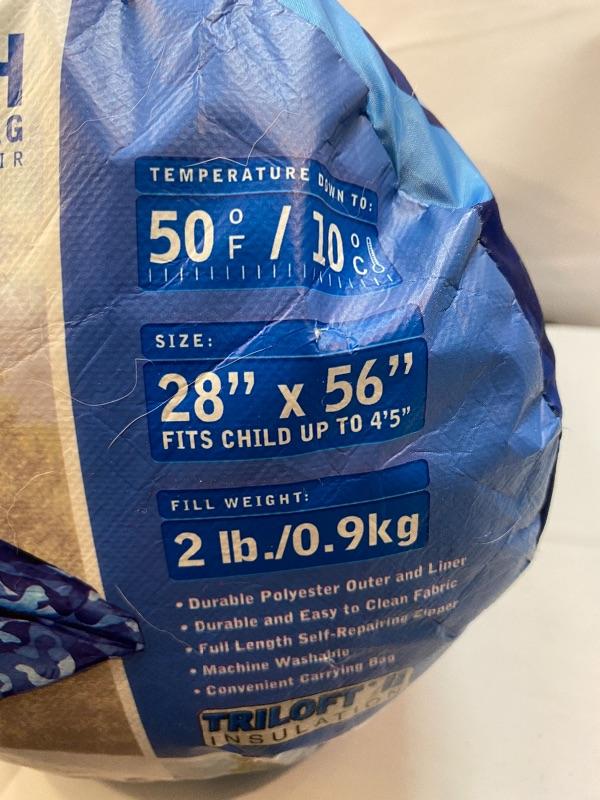 H
G
IR
TEMPERATURE DOWN TO:
50°F / 10°C
SIZE:
28” x 56”
FITS CHILD UP TO 4’5”
FILL WEIGHT:
2 lb./0.9kg
• Durable Polyester Outer and Liner
• Durable and Easy to Clean Fabric
• Full Length Self-Repairing Zipper
• Machine Washable
• Convenient Carrying Bag
TRILOFT
INSULATION